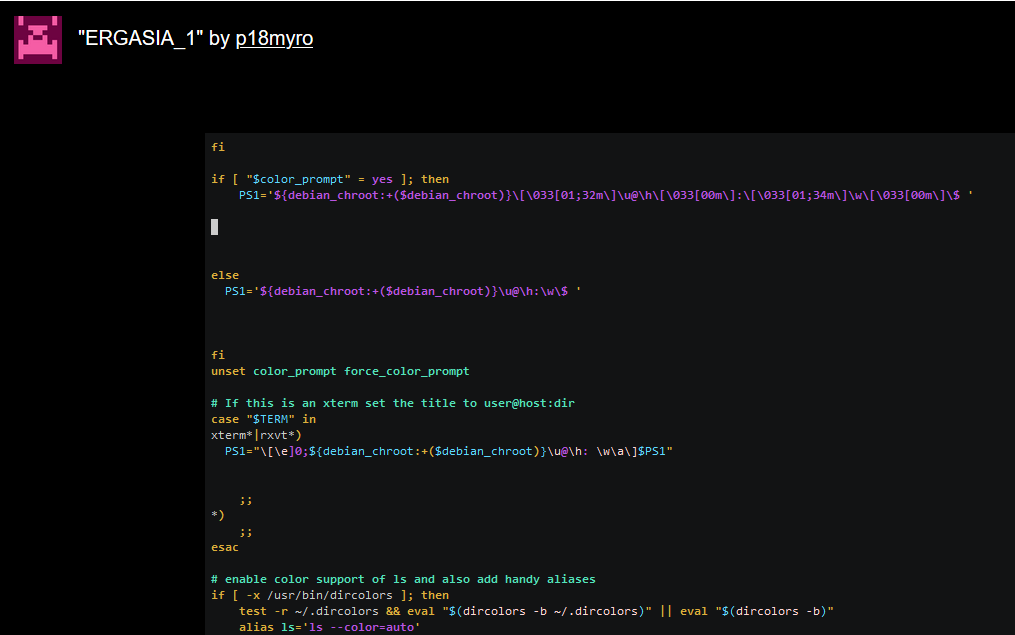 "ERGASIA_1" by p18myro
fi
if [ "$color_prompt" = yes ]; then
    PS1='${debian_chroot:+($debian_chroot)}\[\033[01;32m\]\u@\h\[\033[00m\]:\[\033[01;34m\]\w\[\033[00m\]\$ '
else
  PS1='${debian_chroot:+($debian_chroot)}\u@\h:\w\$ '
fi
unset color_prompt force_color_prompt
# If this is an xterm set the title to user@host:dir
case "$TERM" in
xterm*|rxvt*)
  PS1="\[\e]0;${debian_chroot:+($debian_chroot)}\u@\h: \w\a\]$PS1"
    ;;
*)
    ;;
esac
# enable color support of ls and also add handy aliases
if [ -x /usr/bin/dircolors ]; then
    test -r ~/.dircolors && eval "$(dircolors -b ~/.dircolors)" || eval "$(dircolors -b)"
    alias ls='ls --color=auto'